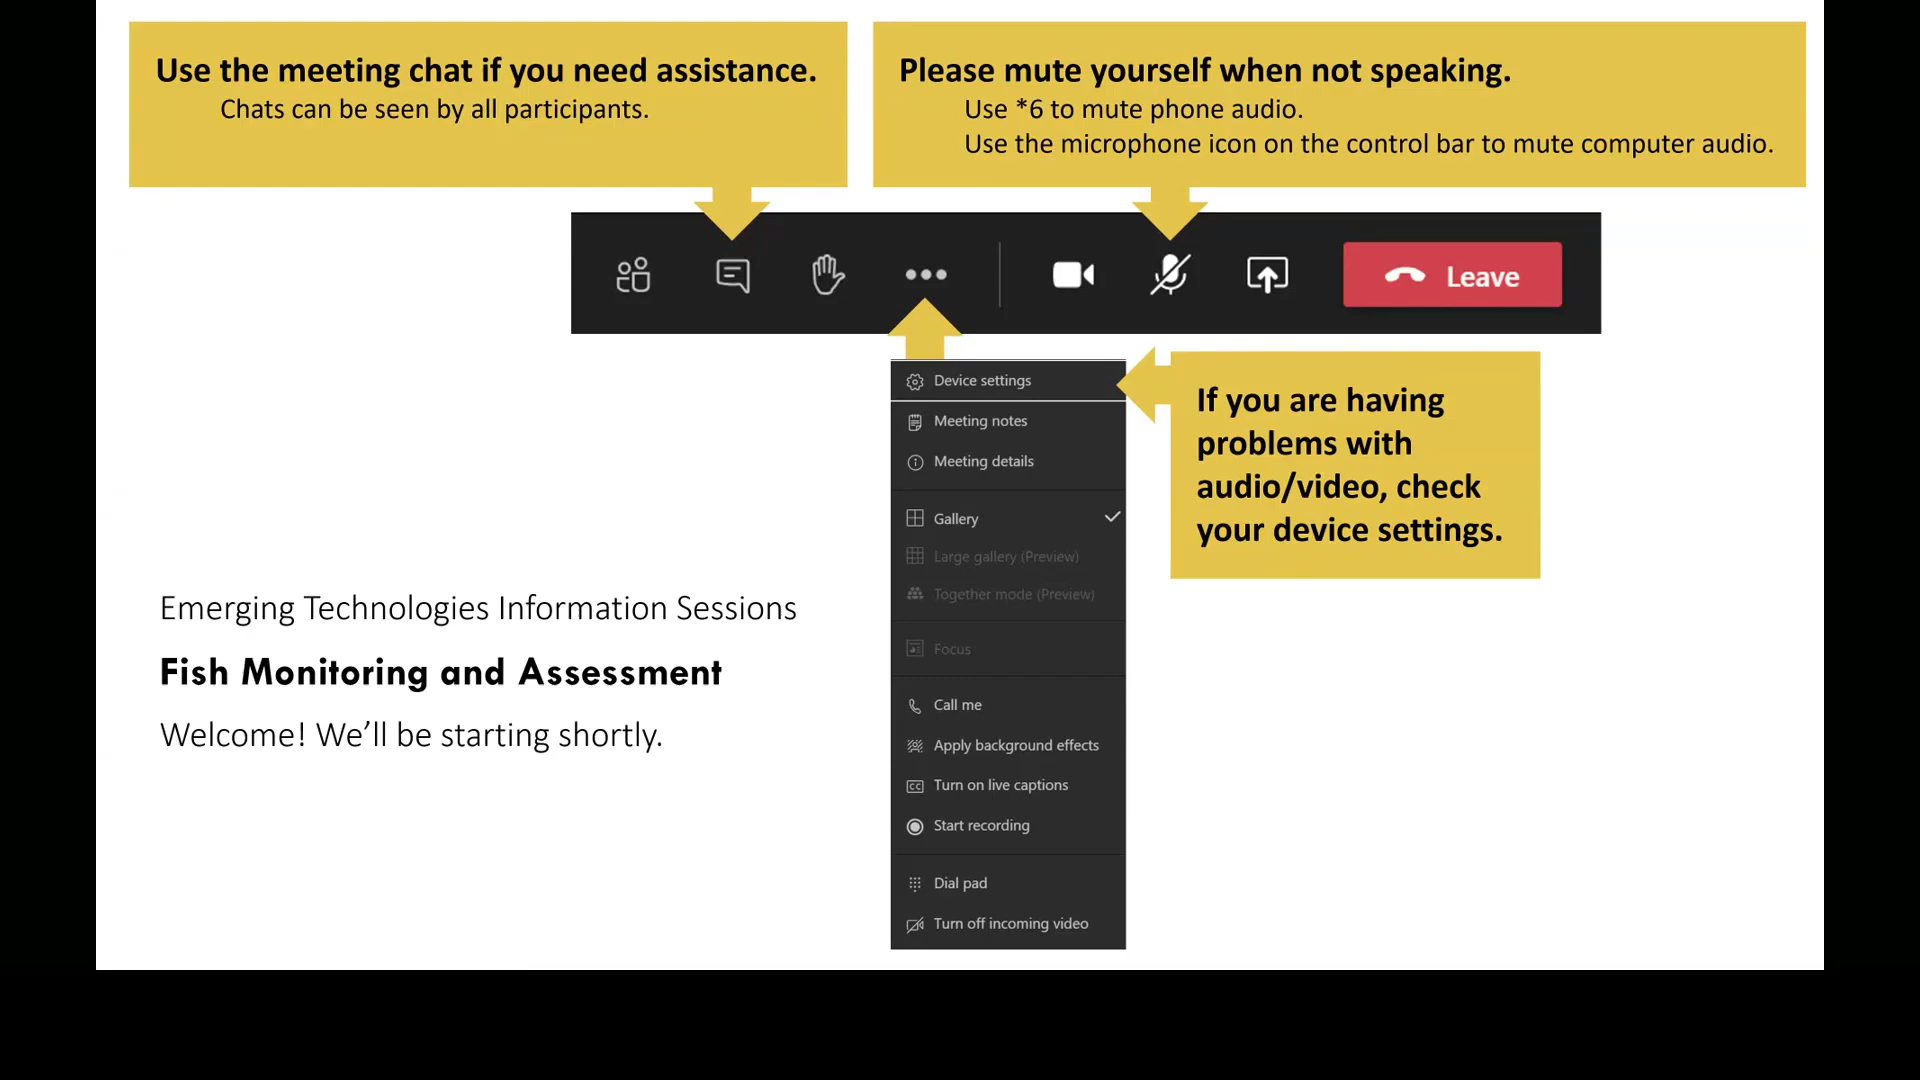 Use the meeting chat if you need assistance.
Chats can be seen by all participants.
Please mute yourself when not speaking.
Use *6 to mute phone audio.
Use the microphone icon on the control bar to mute computer audio.
Leave
Device settings
Meeting notes
Meeting details
Gallery
Large gallery (Preview)
Together mode (Preview)
Focus
Call me
Apply background effects
CC Turn on live captions
Start recording
Dial pad
Turn off incoming video
If you are having
problems with
audio/video, check
your device settings.
Emerging Technologies Information Sessions
Fish Monitoring and Assessment
Welcome! We’ll be starting shortly.